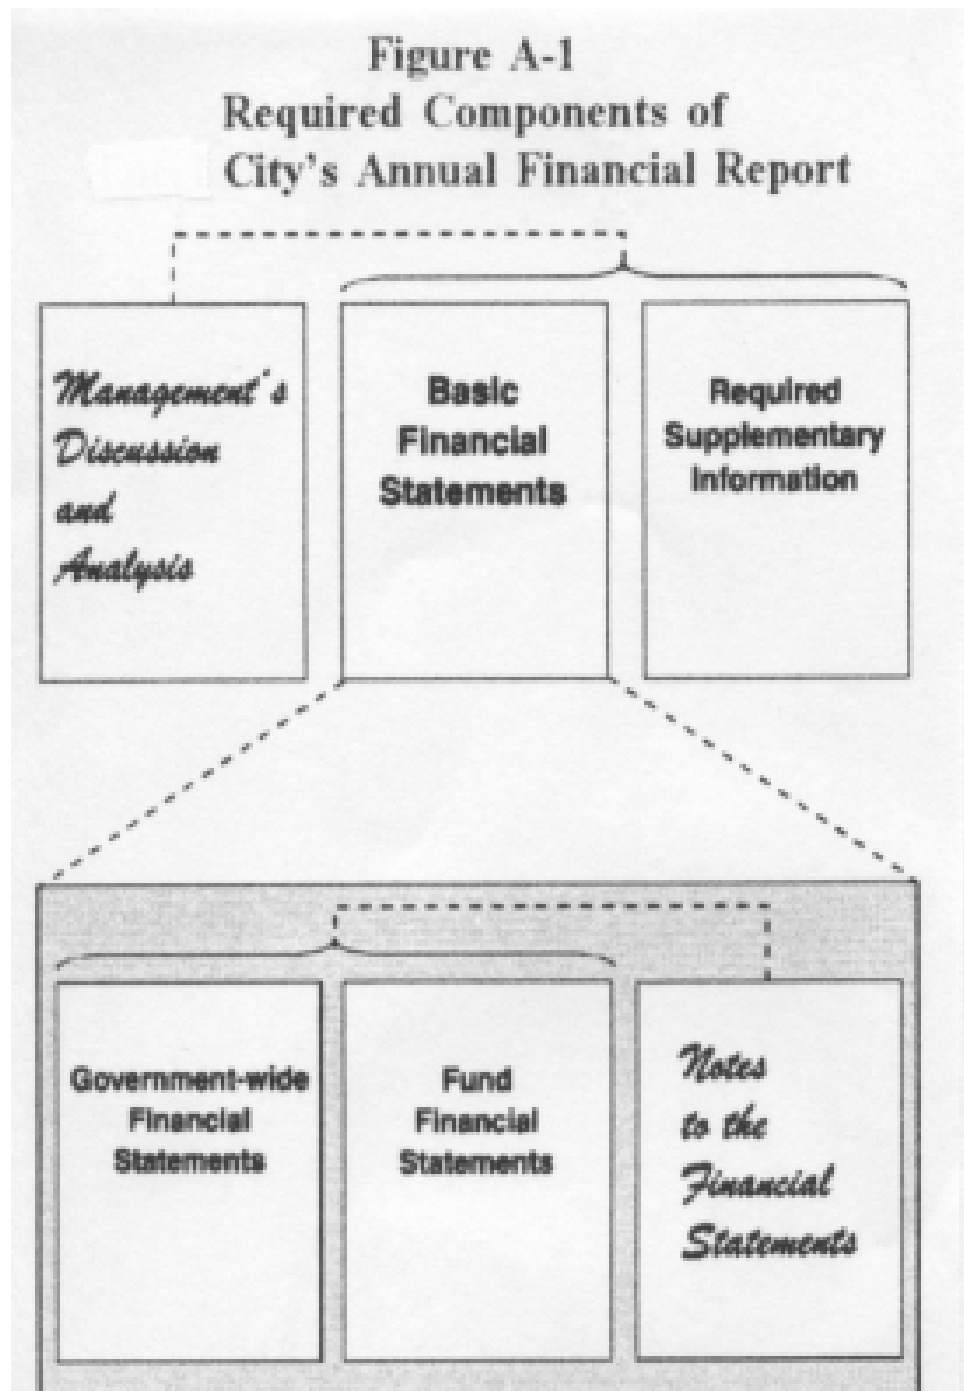 Figure A-1
Required Components of
City's Annual Financial Report
Management's
Discussion
and
Analysis
Basic
Financial
Statements
Required
Supplementary
Information
Government-wide
Financial
Statements
Fund
Financial
Statements
Notes
to the
Financial
Statements